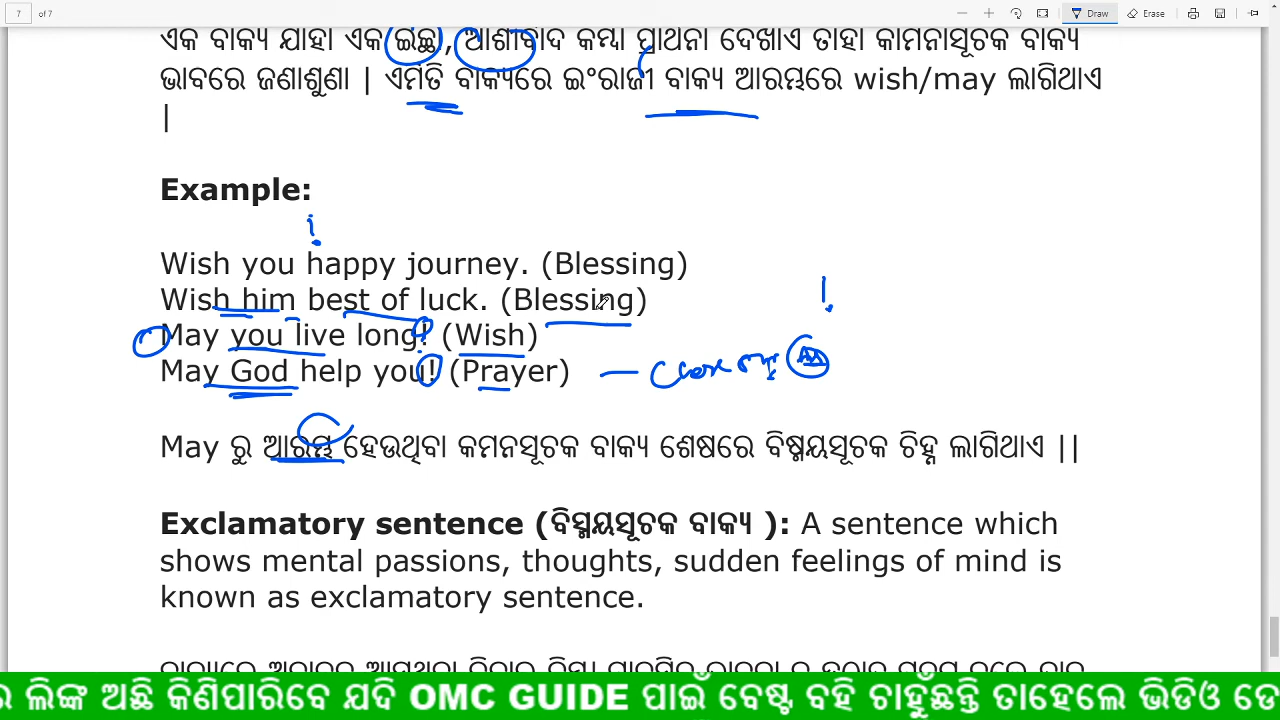 7 of 7 Draw Erase
ଏକ ବାକ୍ୟ ଯାହା ଏକ ଇଚ୍ଛା, ଆଶୀର୍ବାଦ କିମ୍ବା ପ୍ରାର୍ଥନା ଦେଖାଏ ତାହା କାମନାସୂଚକ ବାକ୍ୟ
ଭାବରେ ଜଣାଶୁଣା | ଏମିତି ବାକ୍ୟରେ ଇଂରାଜୀ ବାକ୍ୟ ଆରମ୍ଭରେ wish/may ଲାଗିଥାଏ
|
Example:
!
Wish you happy journey. (Blessing)
Wish him best of luck. (Blessing)
!
May you live long! (Wish)
May God help you! (Prayer)
May ରୁ ଆରମ୍ଭ ହେଉଥିବା କମନସୂଚକ ବାକ୍ୟ ଶେଷରେ ବିଷ୍ମୟସୂଚକ ଚିହ୍ନ ଲାଗିଥାଏ ||
Exclamatory sentence (ବିସ୍ମୟସୂଚକ ବାକ୍ୟ ): A sentence which
shows mental passions, thoughts, sudden feelings of mind is
known as exclamatory sentence.
ଲିଙ୍କ ଅଛି କିଣିପାରିବେ ଯଦି OMC GUIDE ପାଇଁ ବେଷ୍ଟ ବହି ଚାହୁଁଛନ୍ତି ତାହେଲେ ଭିଡିଓ